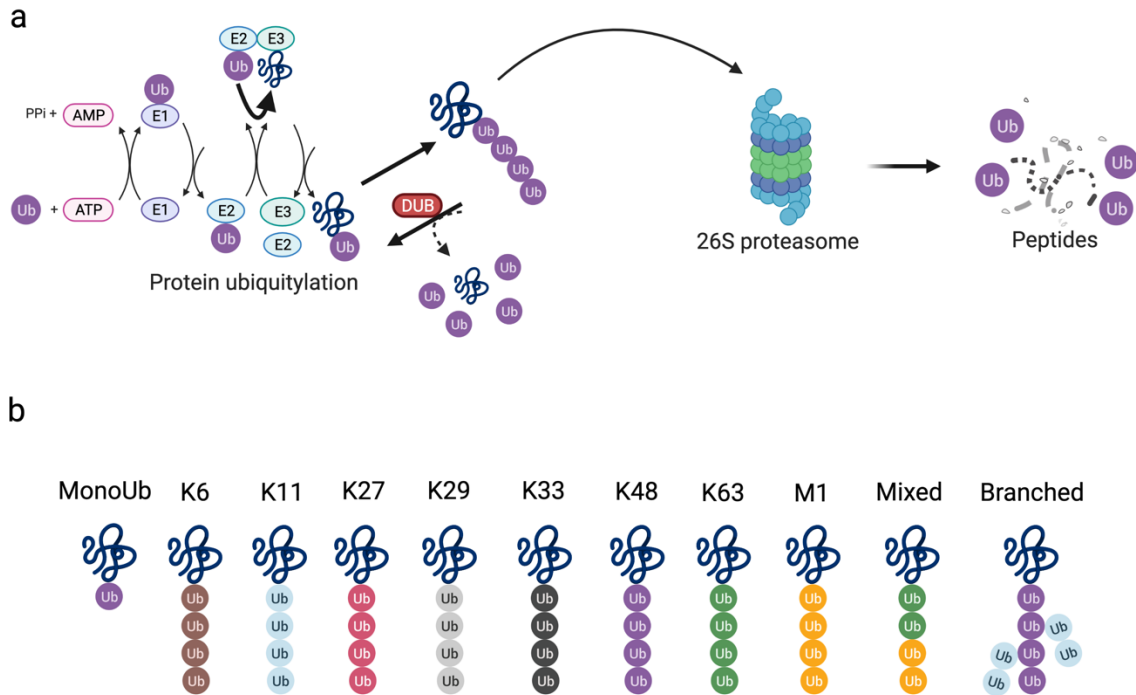 a
E2 E3
Ub
Ub
PPi + AMP E1
Ub + ATP E1 E2 E3
Ub E2 Ub
Protein ubiquitylation
Ub
Ub
Ub
Ub
DUB
Ub
Ub
Ub
Ub
26S proteasome
Ub
Ub Ub
Ub
Peptides
b
MonoUb K6 K11 K27 K29 K33 K48 K63 M1 Mixed Branched
Ub Ub Ub Ub Ub Ub Ub Ub Ub Ub Ub
Ub Ub Ub Ub Ub Ub Ub Ub Ub Ub Ub
Ub Ub Ub Ub Ub Ub Ub Ub Ub Ub Ub Ub
Ub Ub Ub Ub Ub Ub Ub Ub Ub Ub Ub